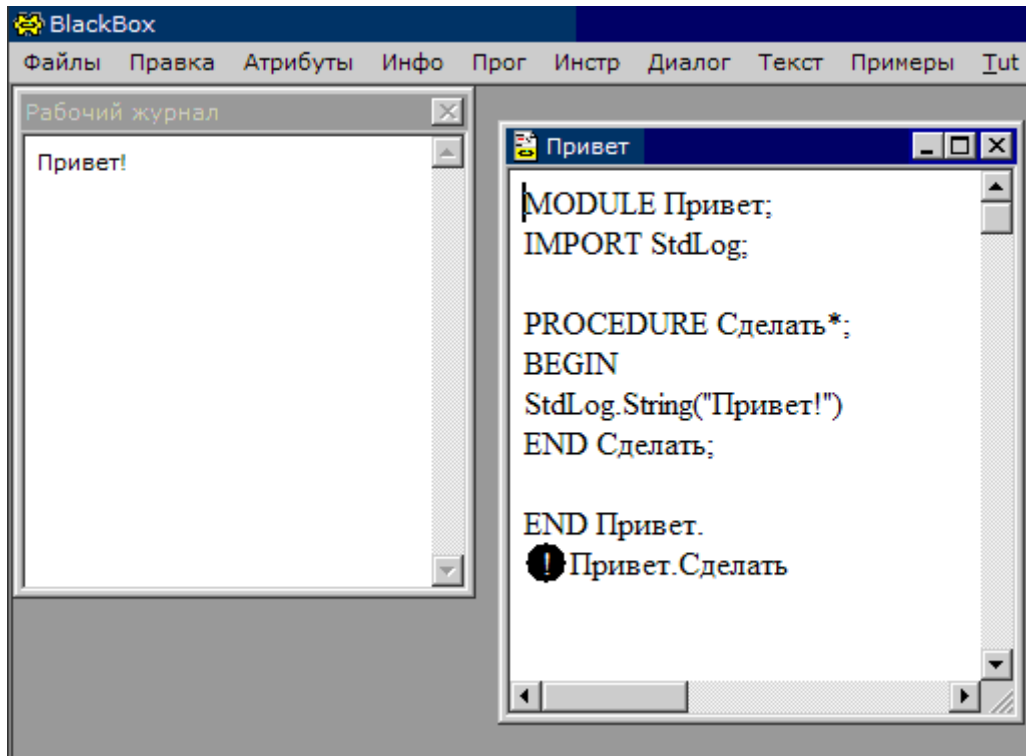 BlackBox
Файлы Правка Атрибуты Инфо Прог Инстр Диалог Текст Примеры Tut
Рабочий журнал
Привет!
Привет
MODULE Привет;
IMPORT StdLog;
PROCEDURE Сделать*;
BEGIN
StdLog.String("Привет!")
END Сделать;
END Привет.
! Привет.Сделать